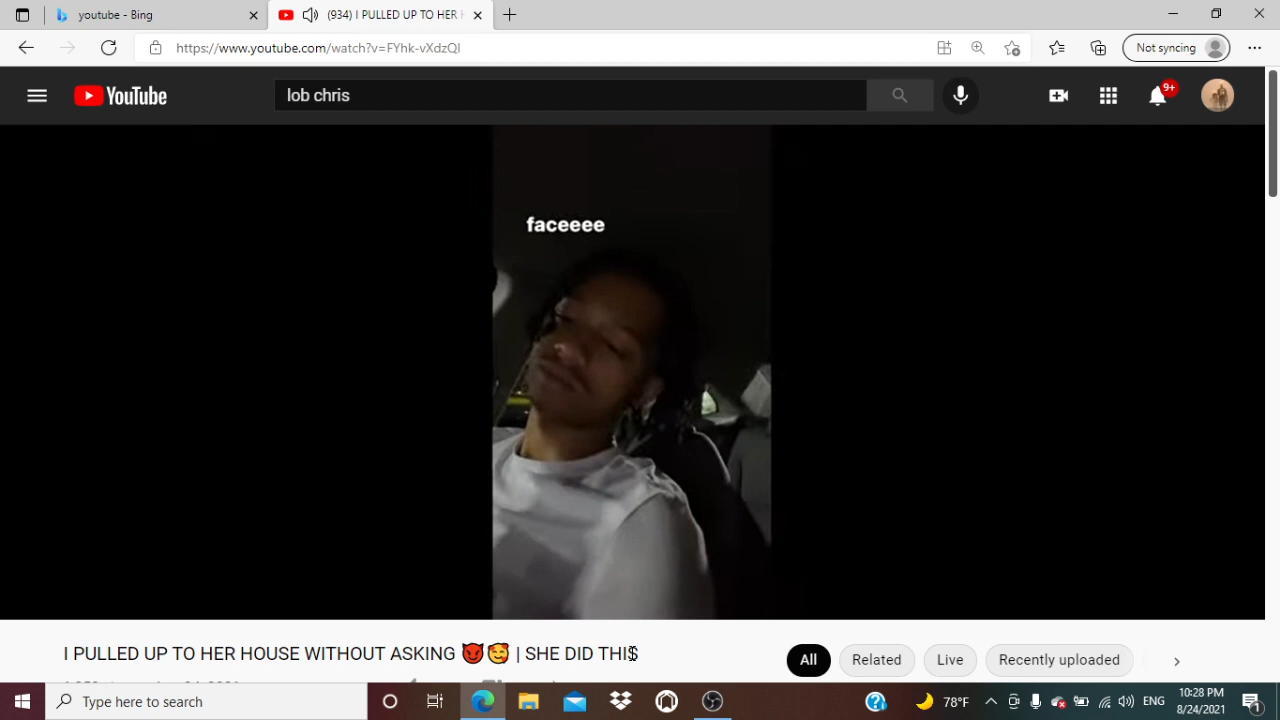 youtube - Bing
(934) I PULLED UP TO HER H
https://www.youtube.com/watch?v=FYhk-vXdzQI
Not syncing
YouTube
lob chris
9+
faceeee
I PULLED UP TO HER HOUSE WITHOUT ASKING 😈🥰 | SHE DID THIS
All
Related
Live
Recently uploaded
Type here to search
78°F
ENG
10:28 PM
8/24/2021
1